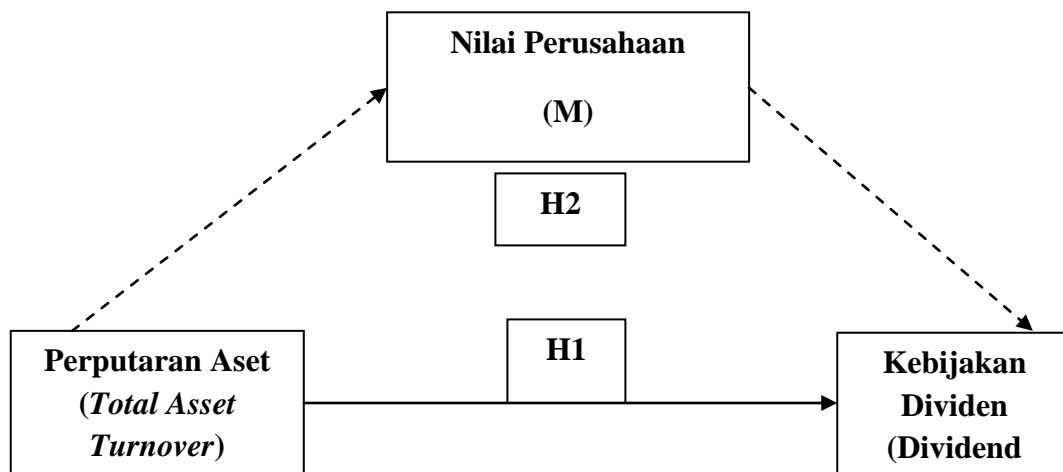 Nilai Perusahaan
(M)
H2
H1
Perputaran Aset
(Total Asset
Turnover)
Kebijakan
Dividen
(Dividend